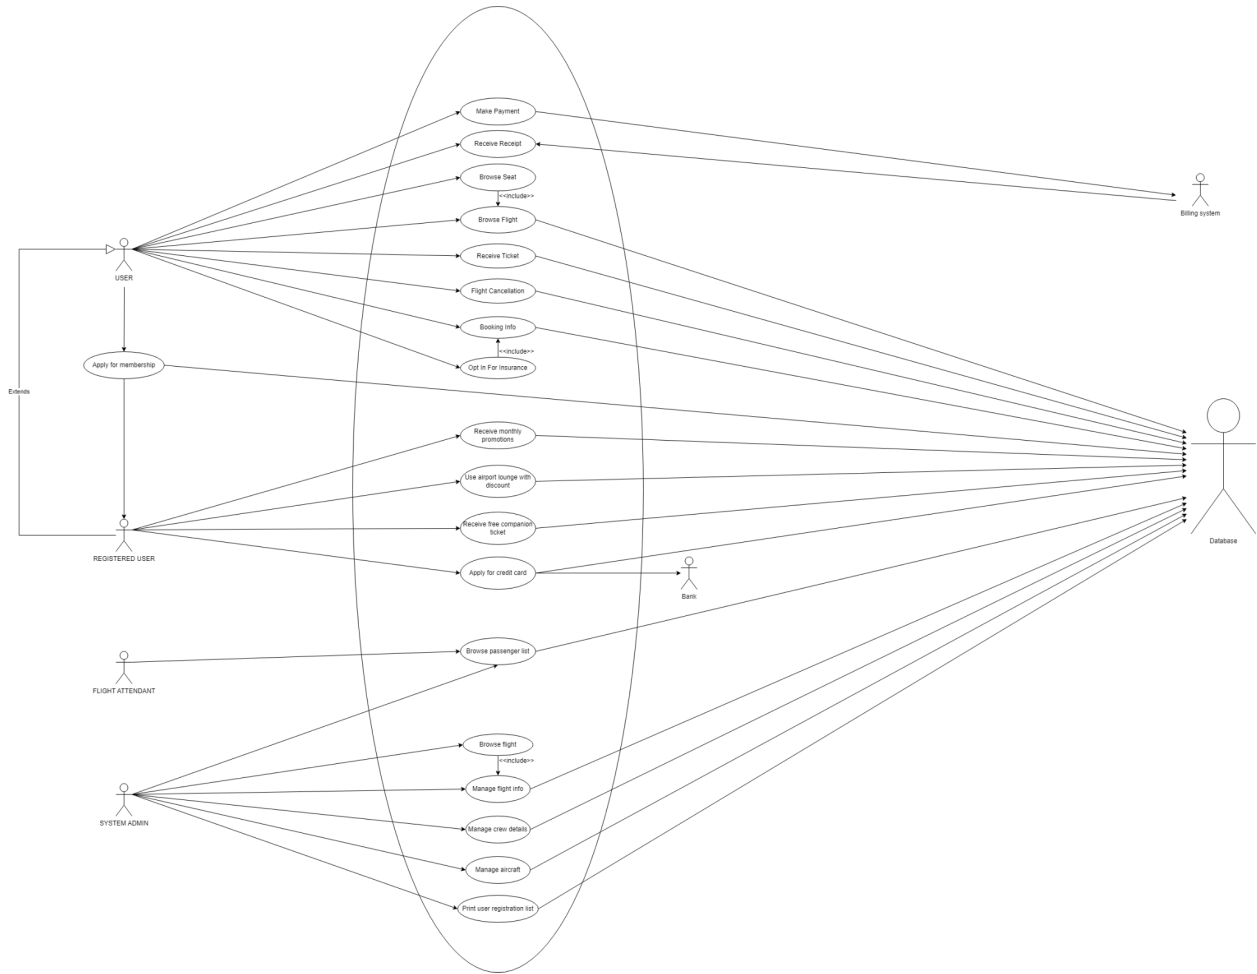 Make Payment
Receive Receipt
Browse Seat
<<include>>
Browse Flight
Billing system
Receive Ticket
USER
Flight Cancellation
Booking Info
<<include>>
Opt In For Insurance
Apply for membership
Extends
Receive monthly
promotions
Use airport lounge with
discount
Receive free companion
ticket
REGISTERED USER
Database
Apply for credit card
Bank
Browse passenger list
FLIGHT ATTENDANT
Browse flight
<<include>>
Manage flight info
SYSTEM ADMIN
Manage crew details
Manage aircraft
Print user registration list